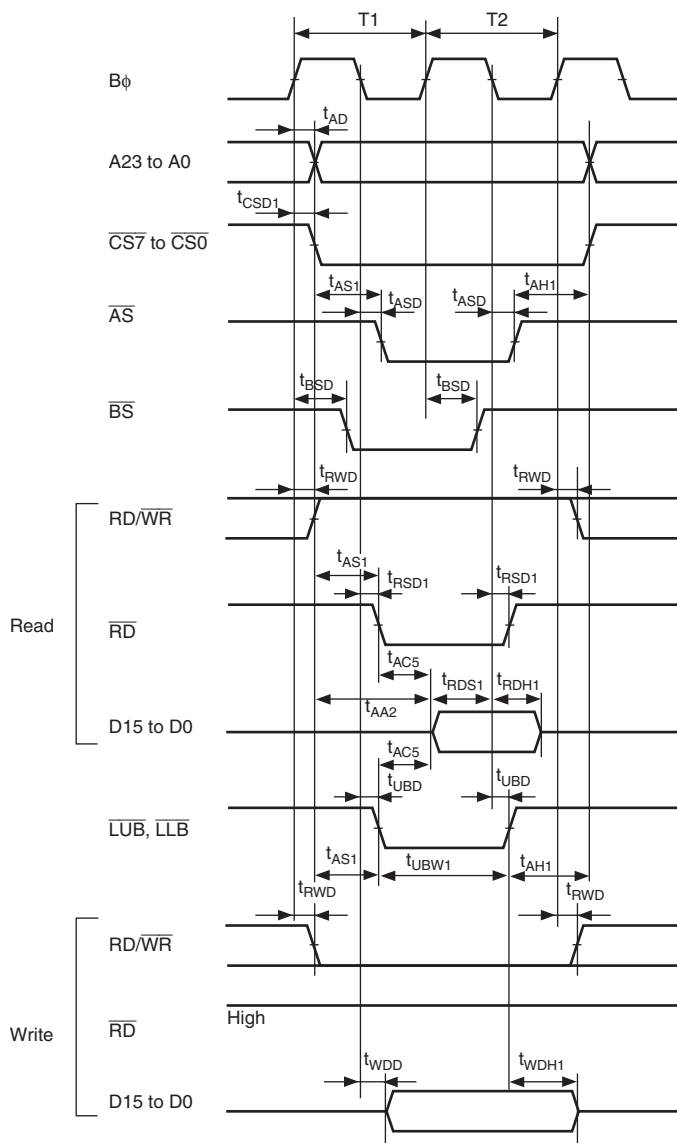 T1 T2
Bϕ
tAD
A23 to A0
tCSD1
CS7 to CS0
tAS1 tASD tASD tAH1
AS
tBSD tBSD
BS
tRWD tRWD
RD/WR
tAS1
tRSD1 tRSD1
Read
RD
tAC5
tRDS1 tRDH1
tAA2
D15 to D0
tAC5
tUBD tUBD
LUB, LLB
tAS1 tUBW1 tAH1
tRWD tRWD
RD/WR
High
Write
RD
tWDD tWDH1
D15 to D0